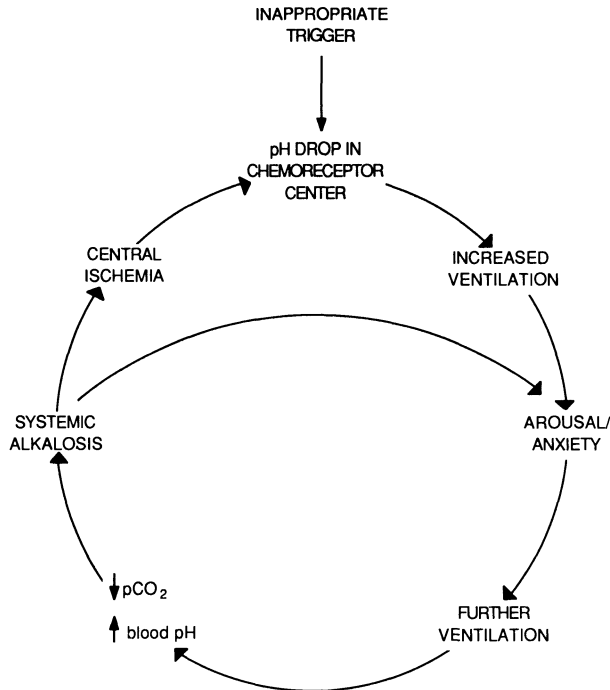 INAPPROPRIATE
TRIGGER
pH DROP IN
CHEMORECEPTOR
CENTER
CENTRAL
ISCHEMIA
INCREASED
VENTILATION
SYSTEMIC
ALKALOSIS
AROUSAL/
ANXIETY
↓pCO₂
↑ blood pH
FURTHER
VENTILATION